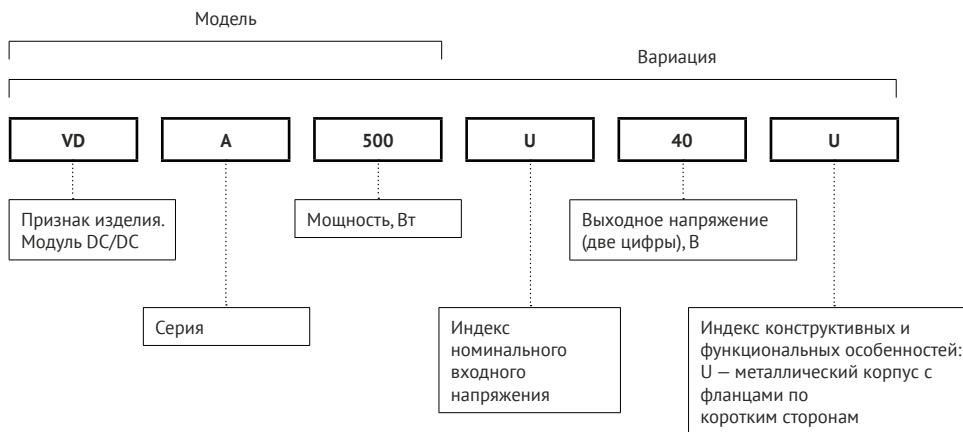 Модель
Вариация
VD
A
500
U
40
U
Признак изделия.
Модуль DC/DC
Мощность, Вт
Выходное напряжение
(две цифры), В
Серия
Индекс
номинального
входного
напряжения
Индекс конструктивных и
функциональных особенностей:
U — металлический корпус с
фланцами по
коротким сторонам